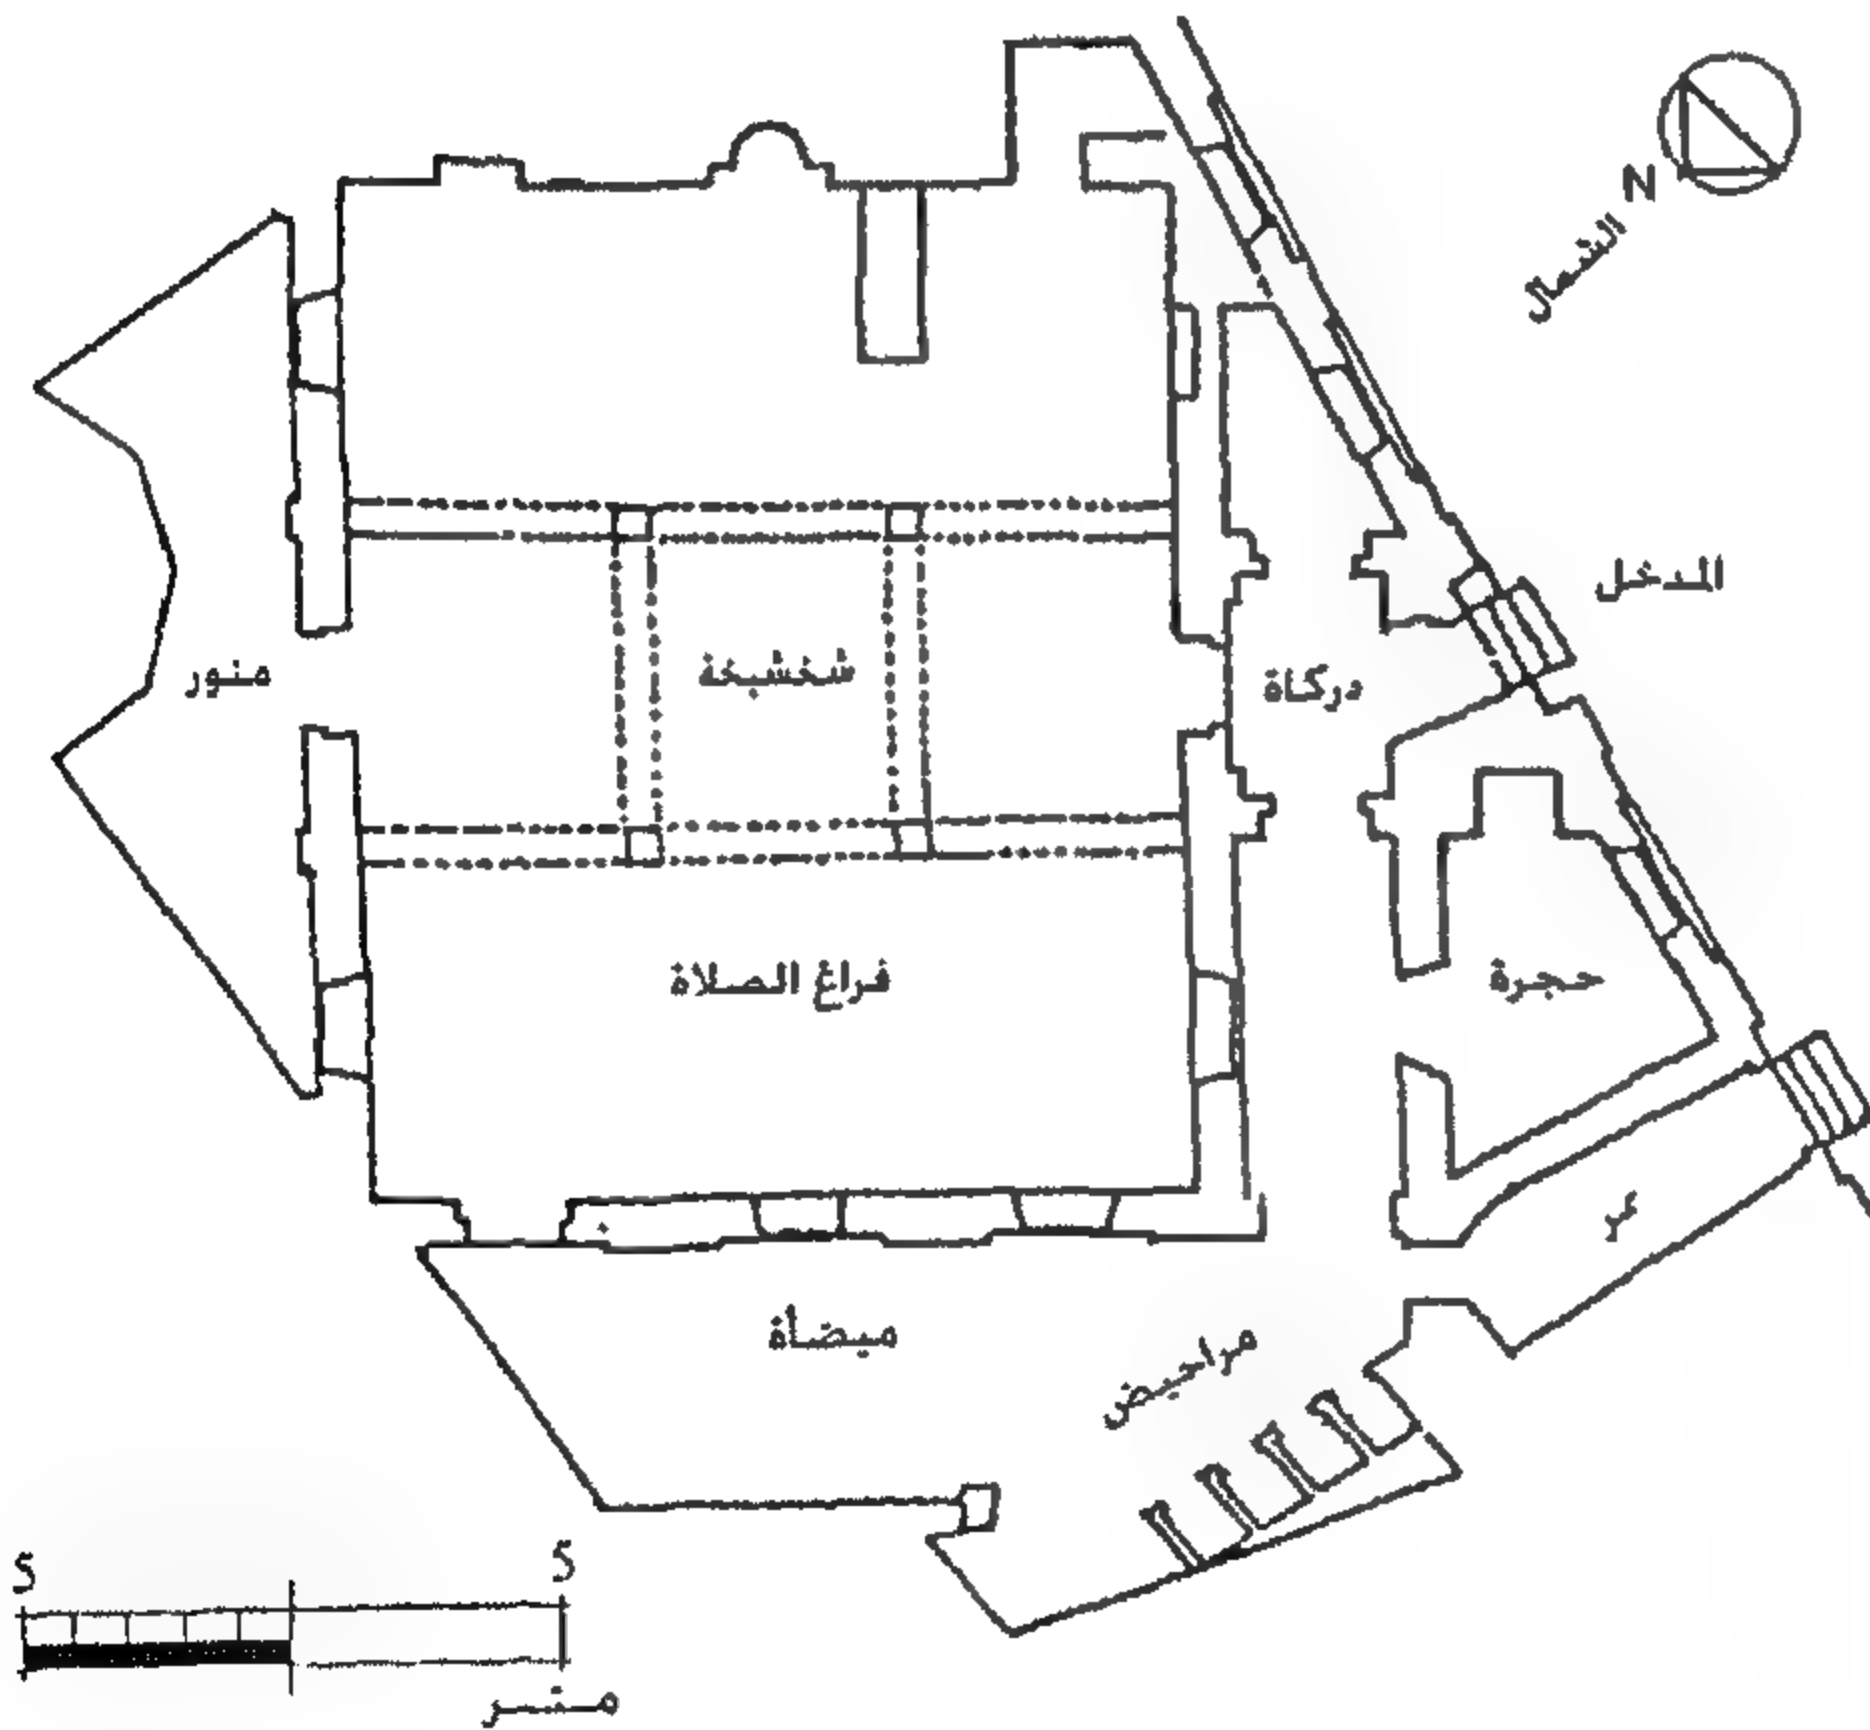 N
الشمال
المدخل
منور
شخشيخة
دركاة
فراغ الصلاة
حجرة
ممر
ميضأة
مراحيض
5 5
متر